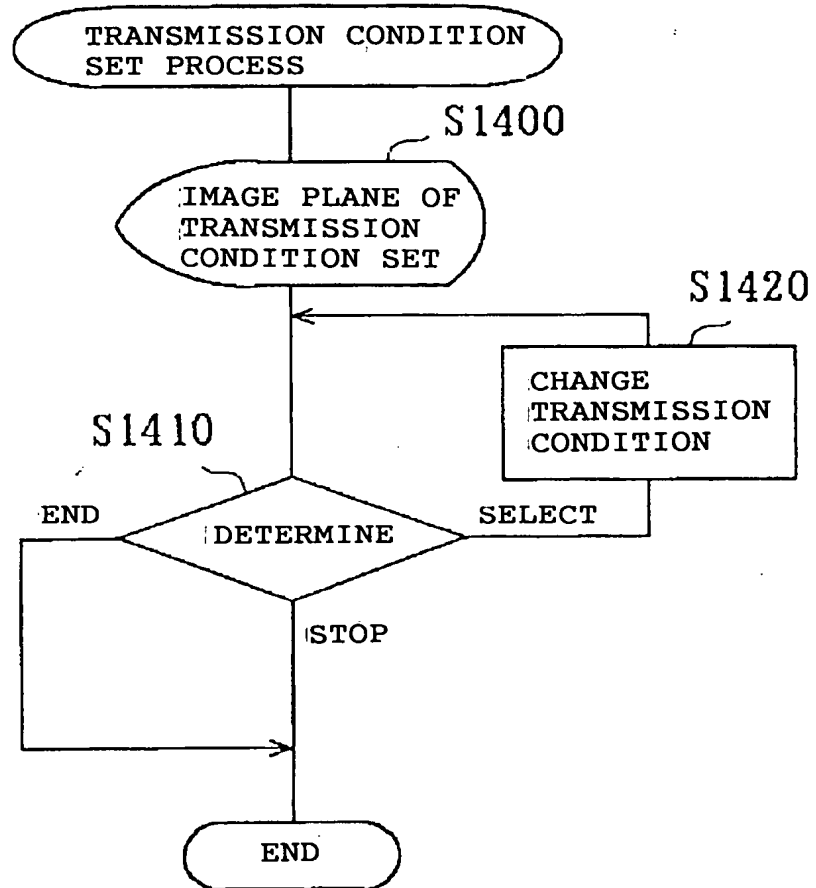 TRANSMISSION CONDITION
SET PROCESS
S1400
IMAGE PLANE OF
TRANSMISSION
CONDITION SET
S1420
CHANGE
TRANSMISSION
CONDITION
S1410
END
DETERMINE
SELECT
STOP
END